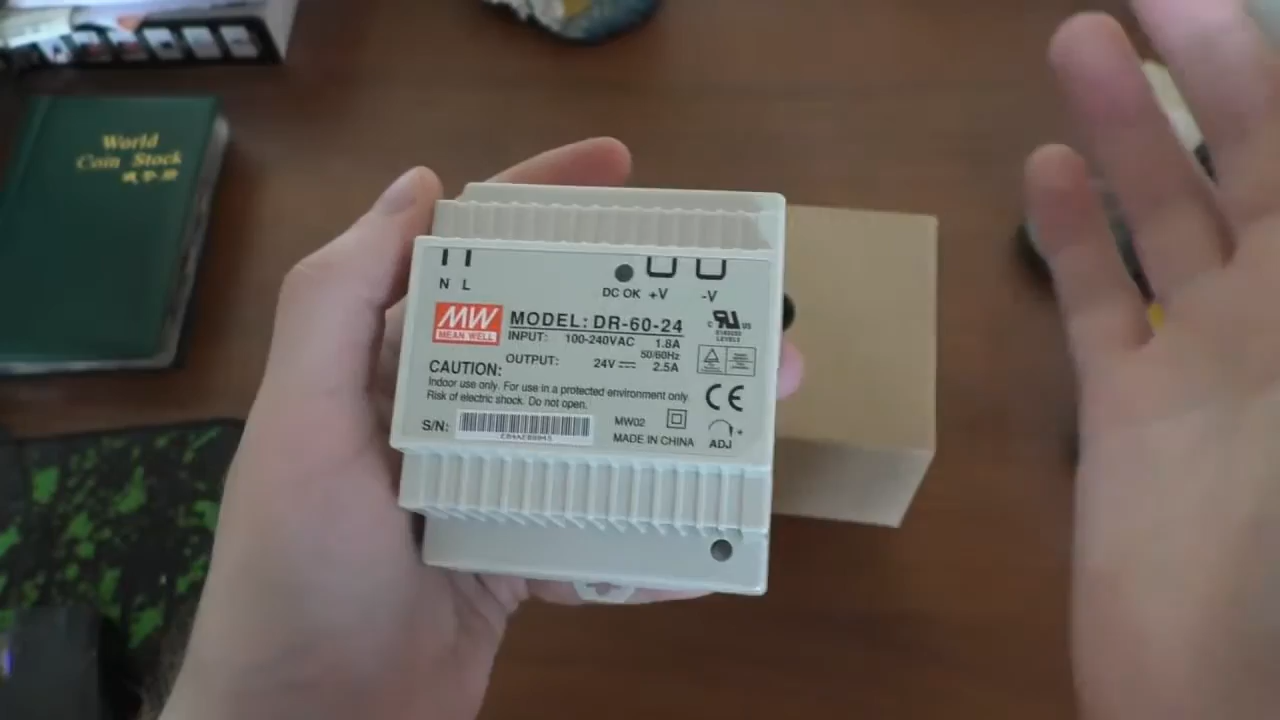 World
Coin Stock
N L
DC OK +V -V
MW
MEAN WELL
MODEL: DR-60-24
INPUT: 100-240VAC 1.8A
50/60Hz
OUTPUT: 24V 2.5A
CAUTION:
Indoor use only. For use in a protected environment only.
Risk of electric shock. Do not open.
S/N:
MW02
MADE IN CHINA
c RU US
CE
ADJ